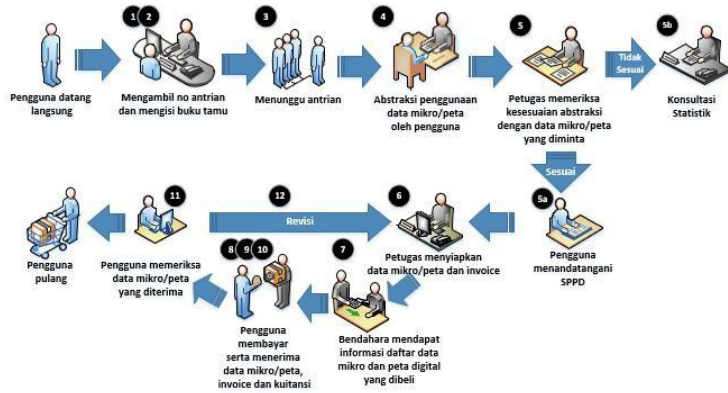 1 2
3
4
5
5b
Pengguna datang
langsung
Mengambil no antrian
dan mengisi buku tamu
Menunggu antrian
Abstraksi penggunaan
data mikro/peta
oleh pengguna
Petugas memeriksa
kesesuaian abstraksi
dengan data mikro/peta
yang diminta
Tidak
Sesuai
Konsultasi
Statistik
Sesuai
5a
Pengguna
menandatangani
SPPD
6
Petugas menyiapkan
data mikro/peta dan invoice
7
Bendahara mendapat
informasi daftar data
mikro dan peta digital
yang dibeli
8 9 10
Pengguna
membayar
serta menerima
data mikro/peta,
invoice dan kuitansi
11
Pengguna memeriksa
data mikro/peta
yang diterima
12
Revisi
Pengguna
pulang